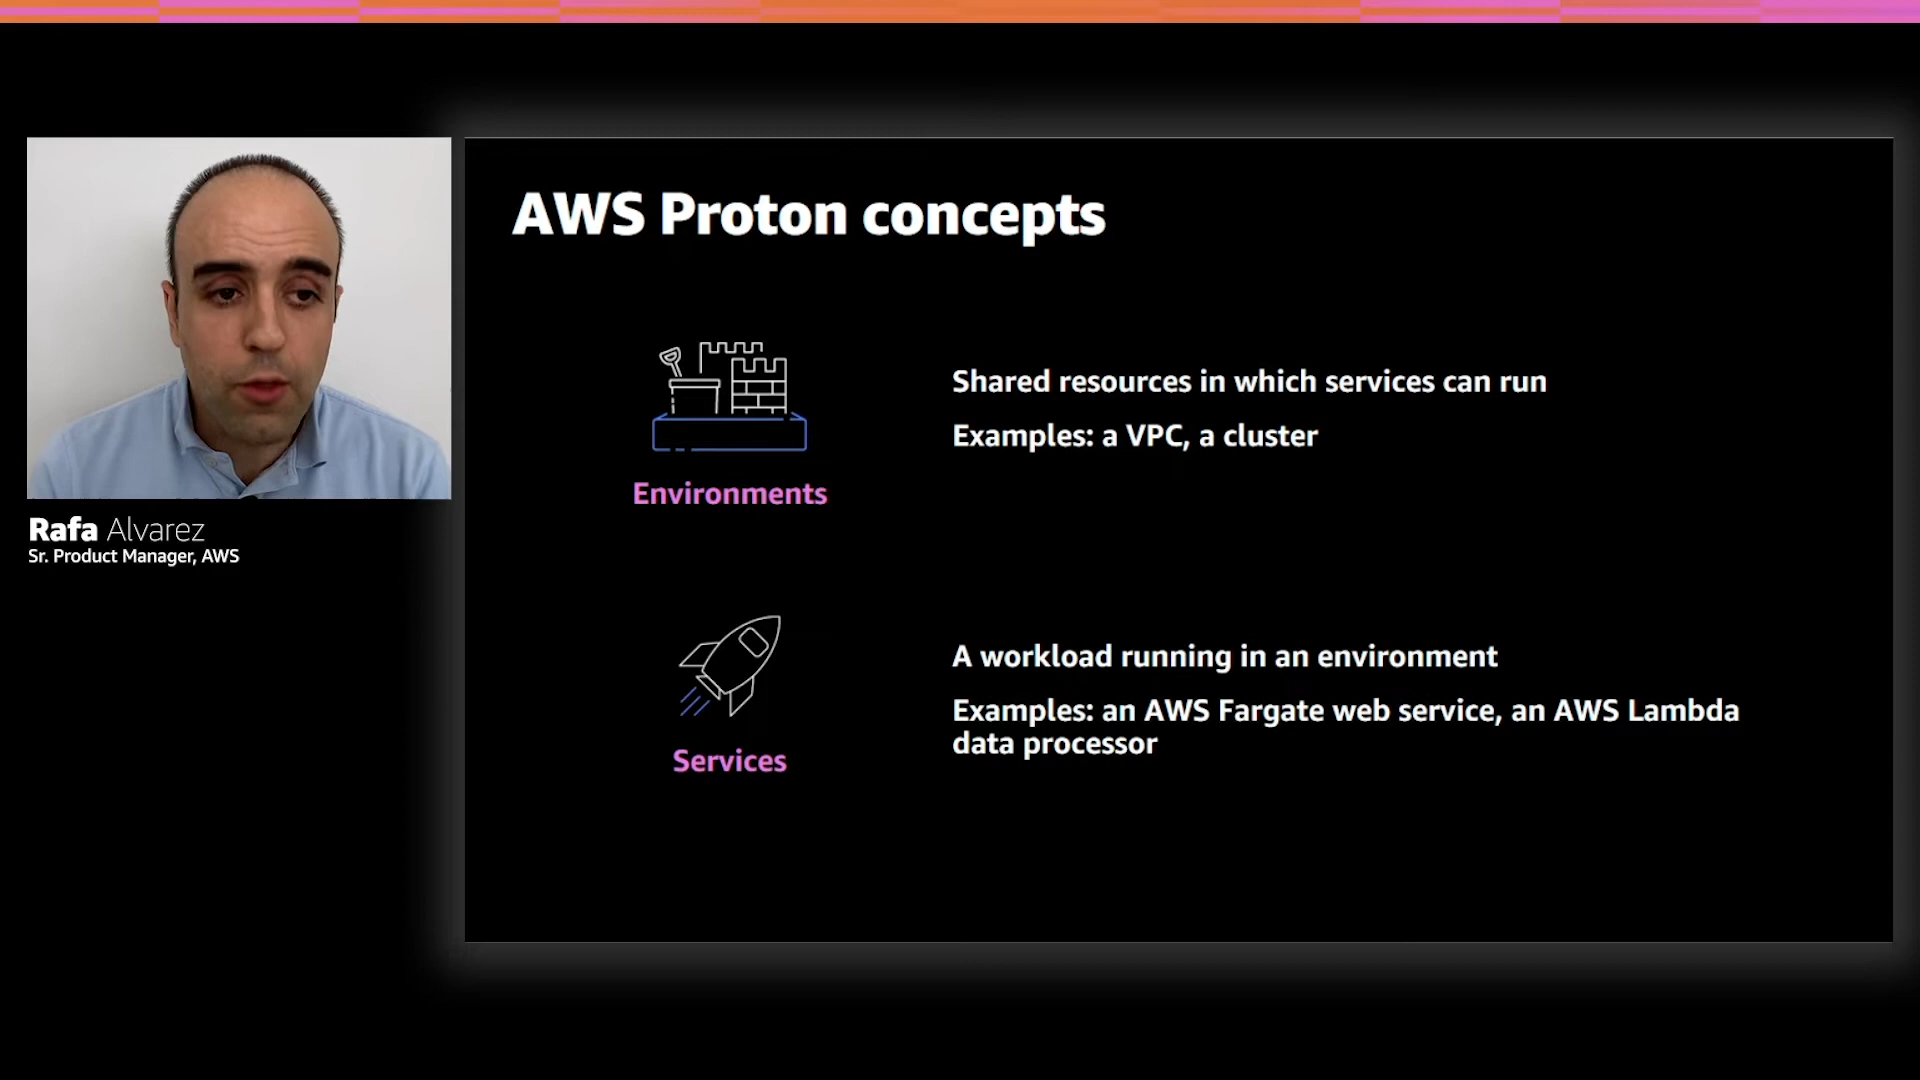 AWS Proton concepts
Shared resources in which services can run
Examples: a VPC, a cluster
Environments
Rafa Alvarez
Sr. Product Manager, AWS
A workload running in an environment
Examples: an AWS Fargate web service, an AWS Lambda
data processor
Services